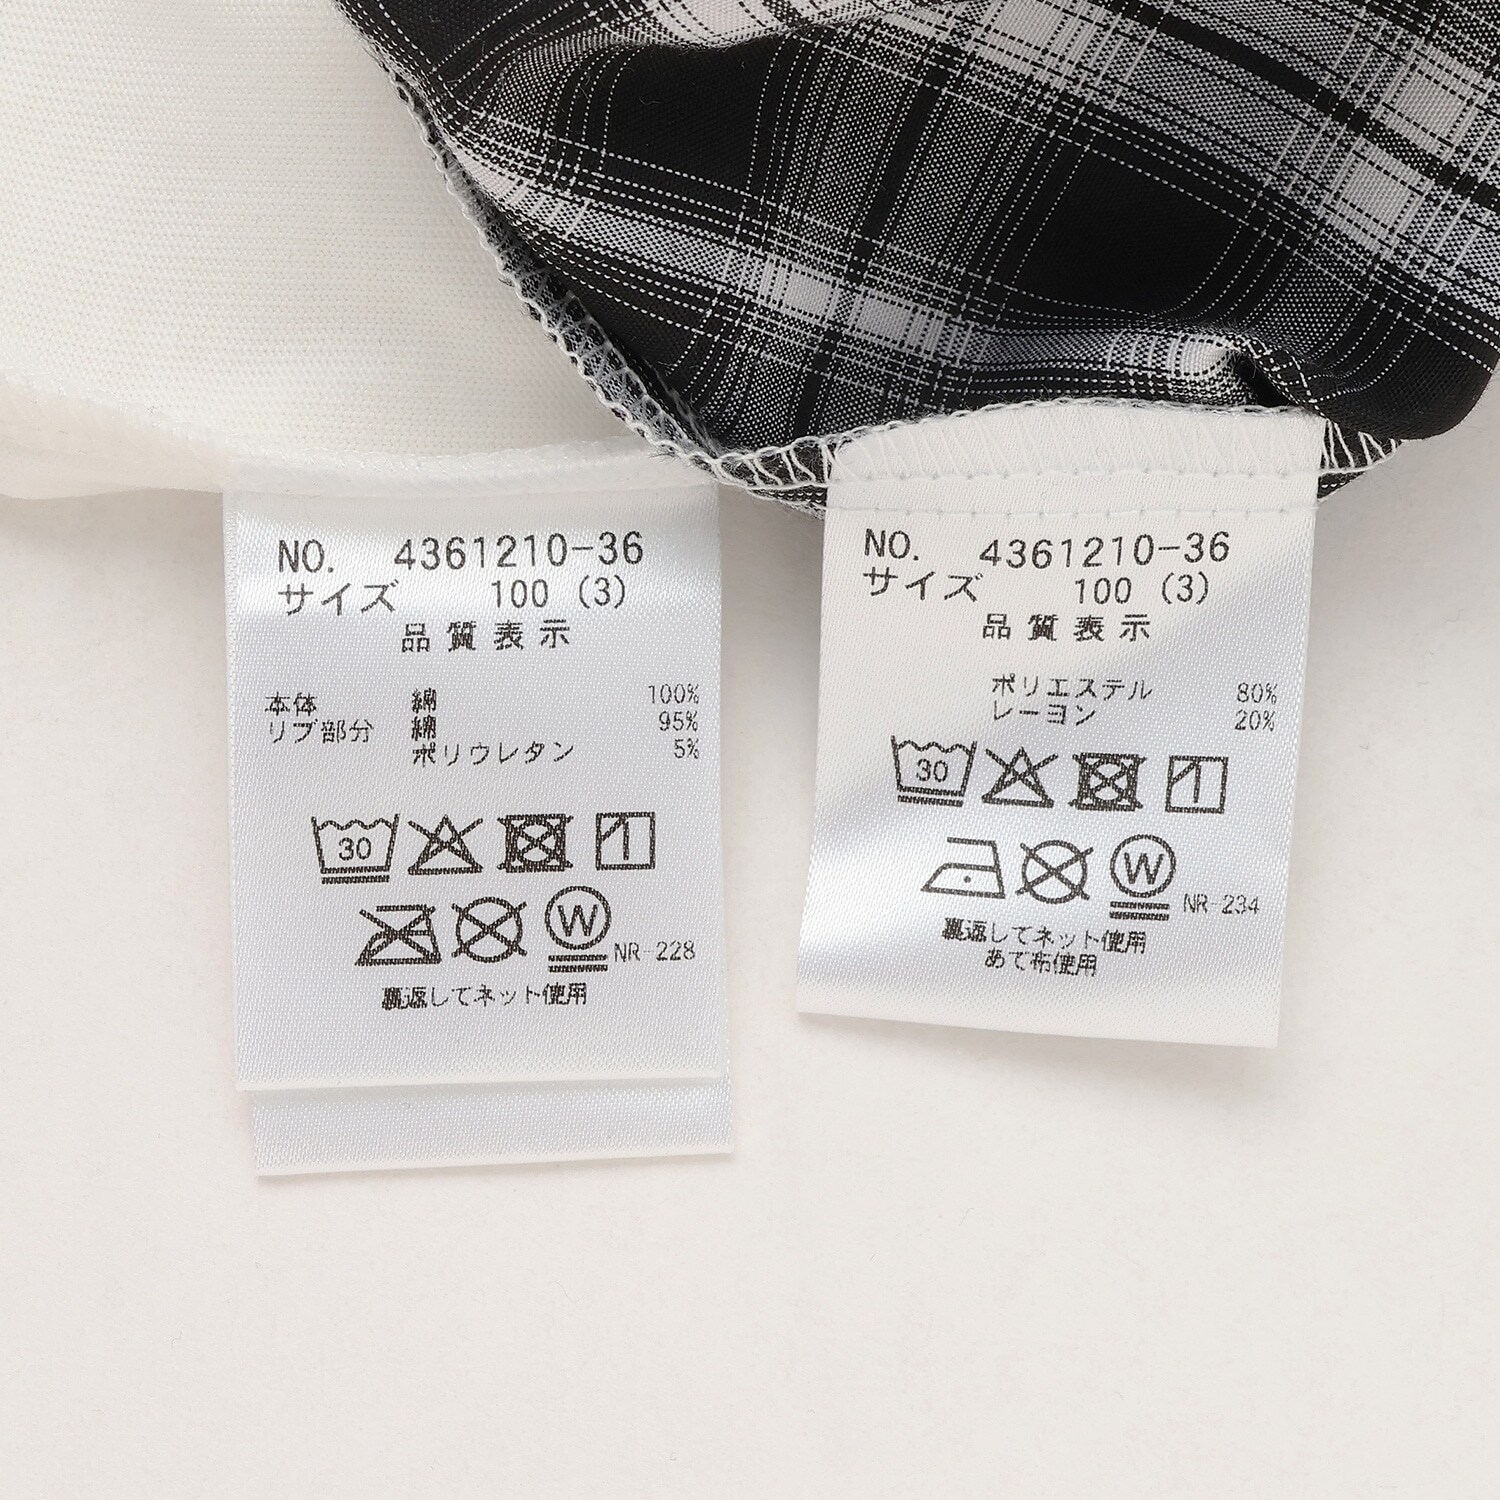 NO. 4361210-36
サイズ 100 (3)
品質表示
本体 綿 100%
リブ部分 綿 95%
ポリウレタン 5%
30
W
NR-228
裏返してネット使用
NO. 4361210-36
サイズ 100 (3)
品質表示
ポリエステル 80%
レーヨン 20%
30
W
NR-234
裏返してネット使用
あて布使用